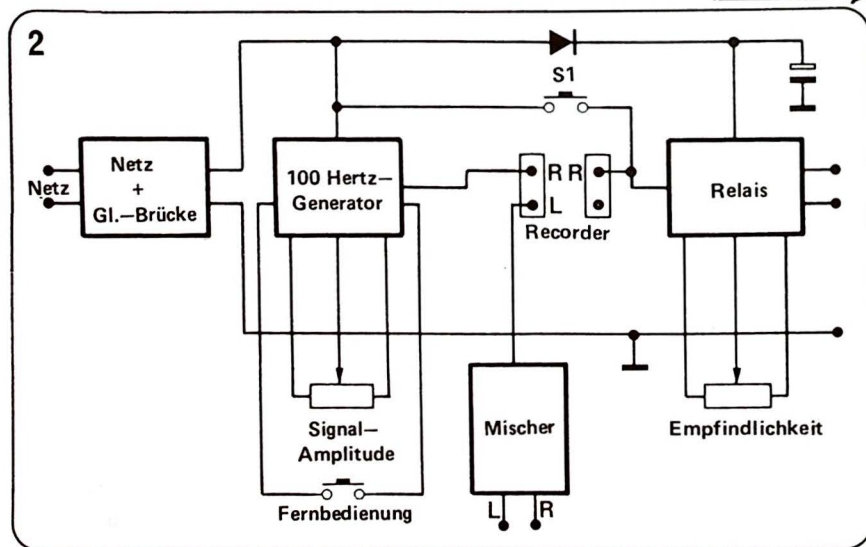 2
S1
Netz
Netz
+
Gl.–Brücke
100 Hertz–
Generator
R R
L
Recorder
Relais
Signal–
Amplitude
Fernbedienung
Mischer
L R
Empfindlichkeit